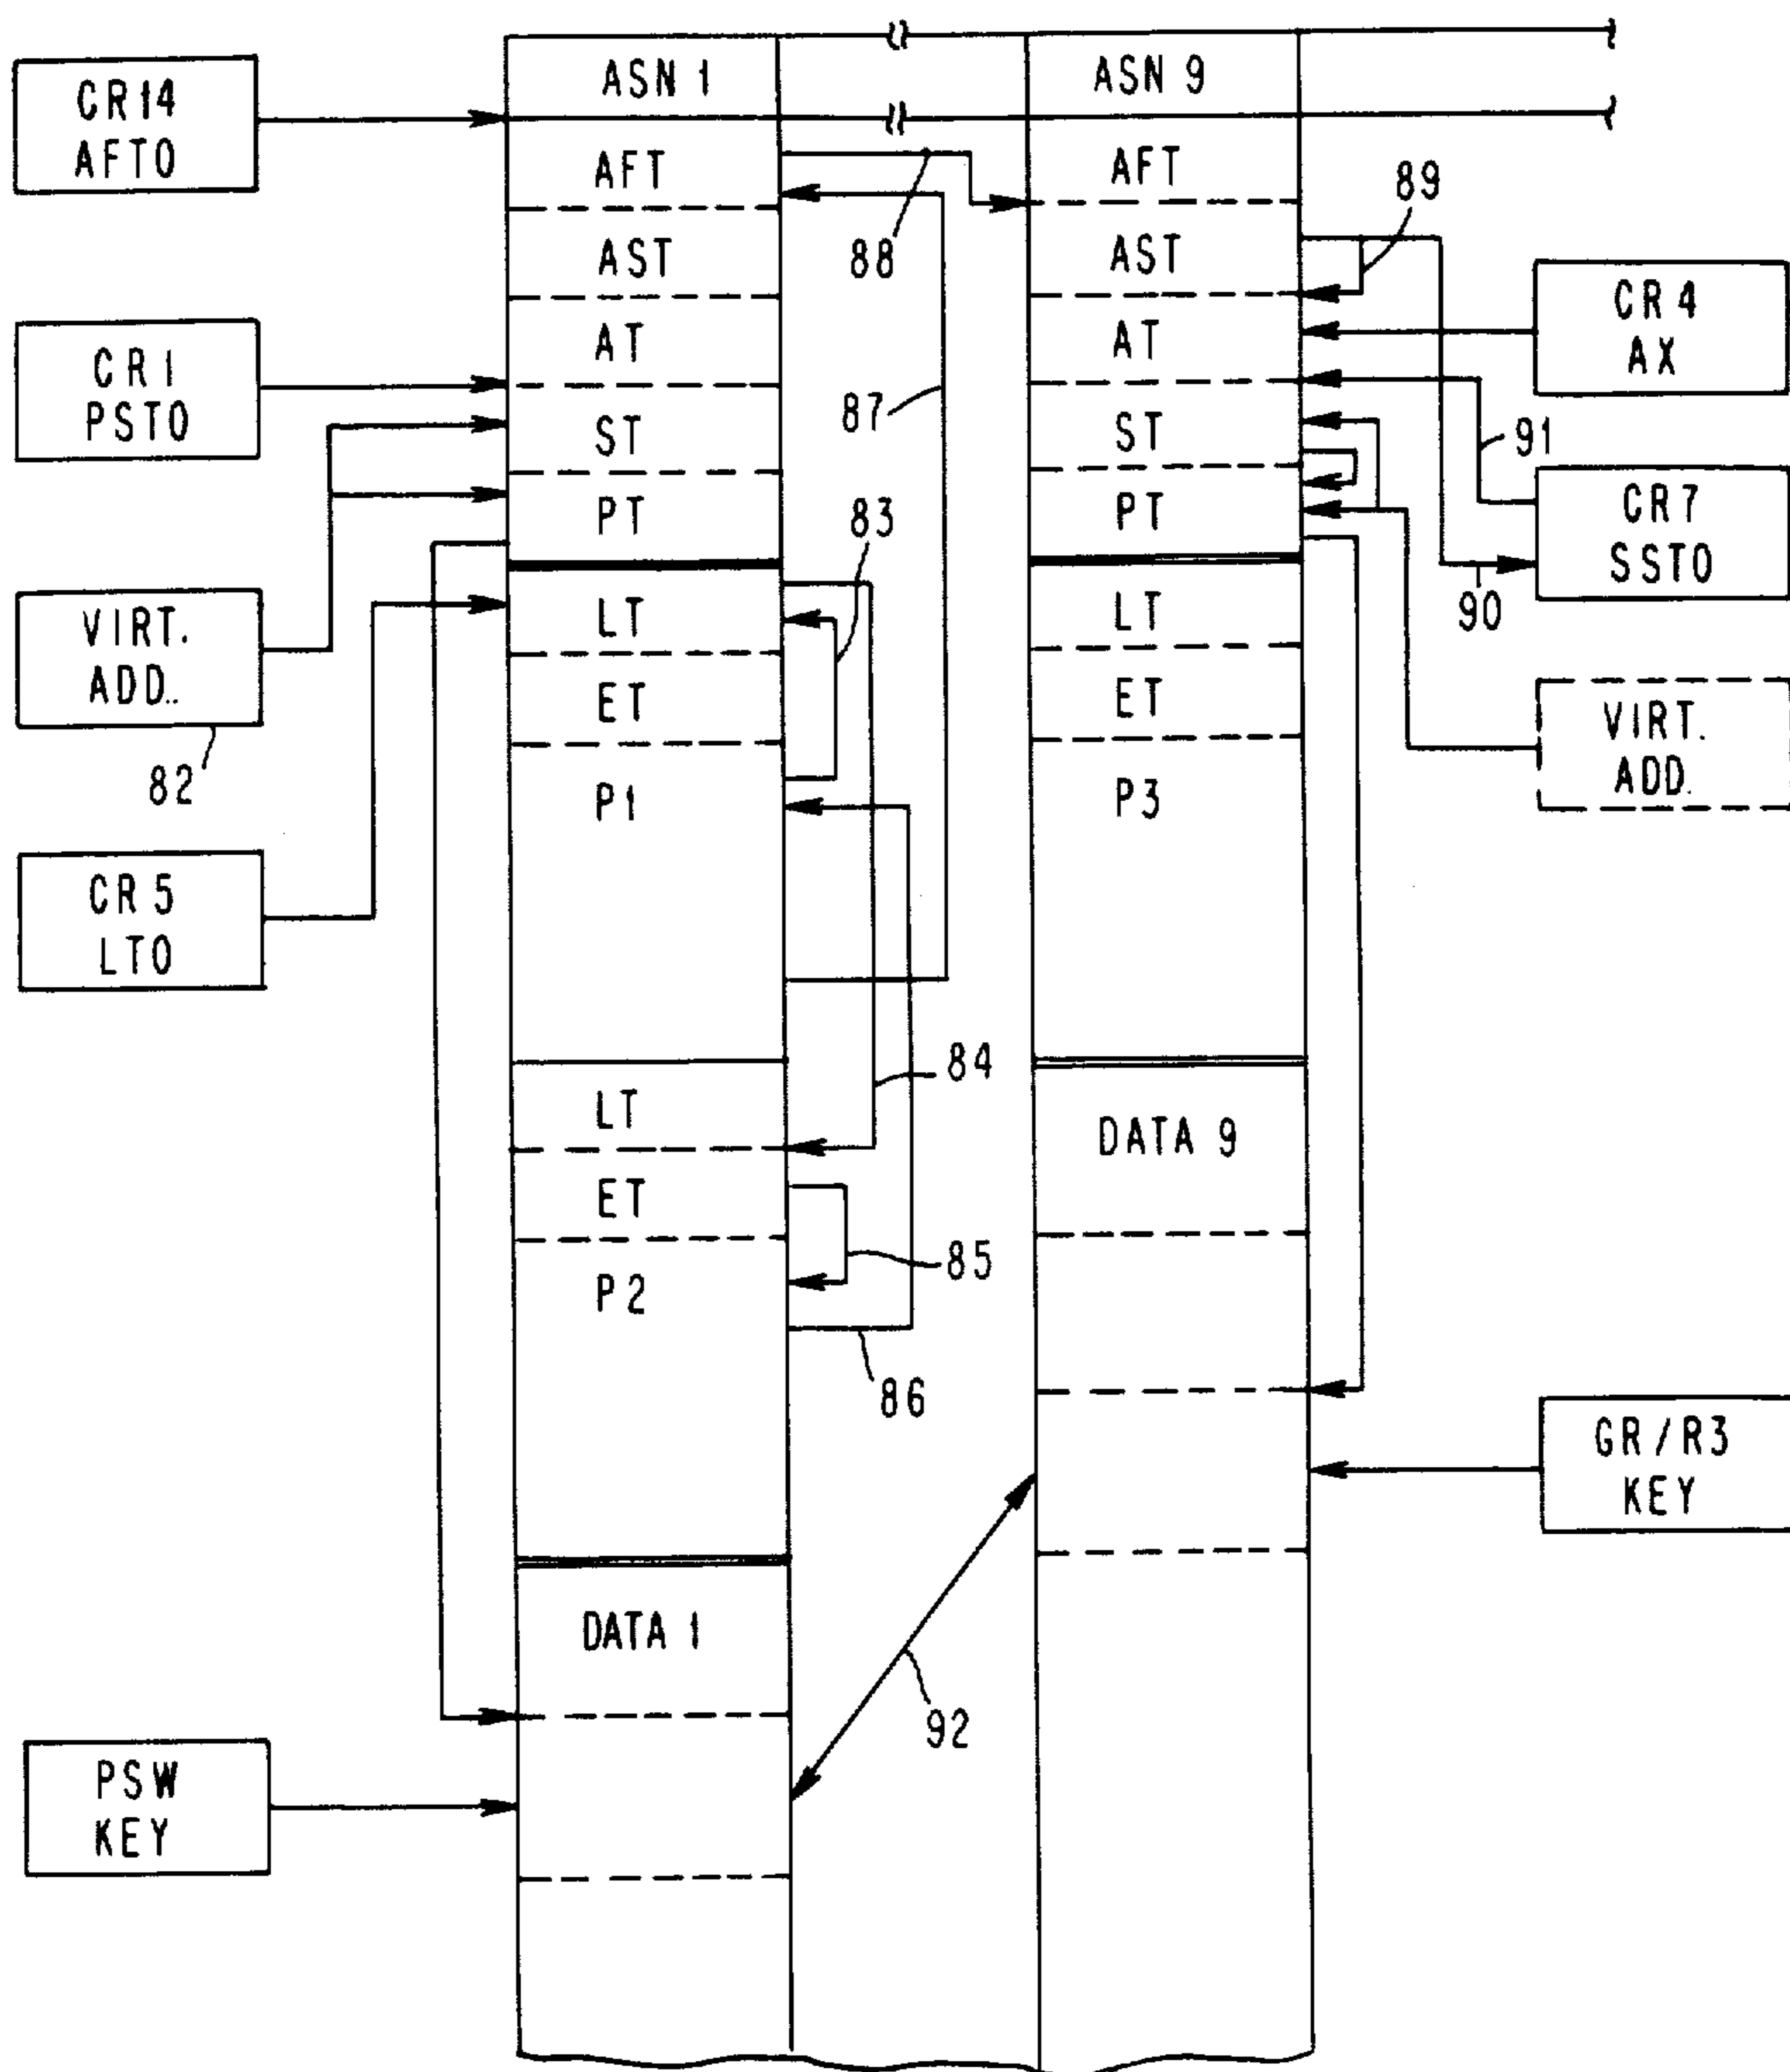 ASN 1
ASN 9
CR14
AFTO
AFT
AST
AT
ST
PT
LT
ET
P1
LT
ET
P2
DATA 1
88
87
83
84
85
86
92
AFT
AST
AT
ST
PT
LT
ET
P3
DATA 9
CR1
PSTO
VIRT.
ADD..
82
CR5
LTO
PSW
KEY
89
CR4
AX
91
CR7
SSTO
90
VIRT.
ADD.
GR/R3
KEY